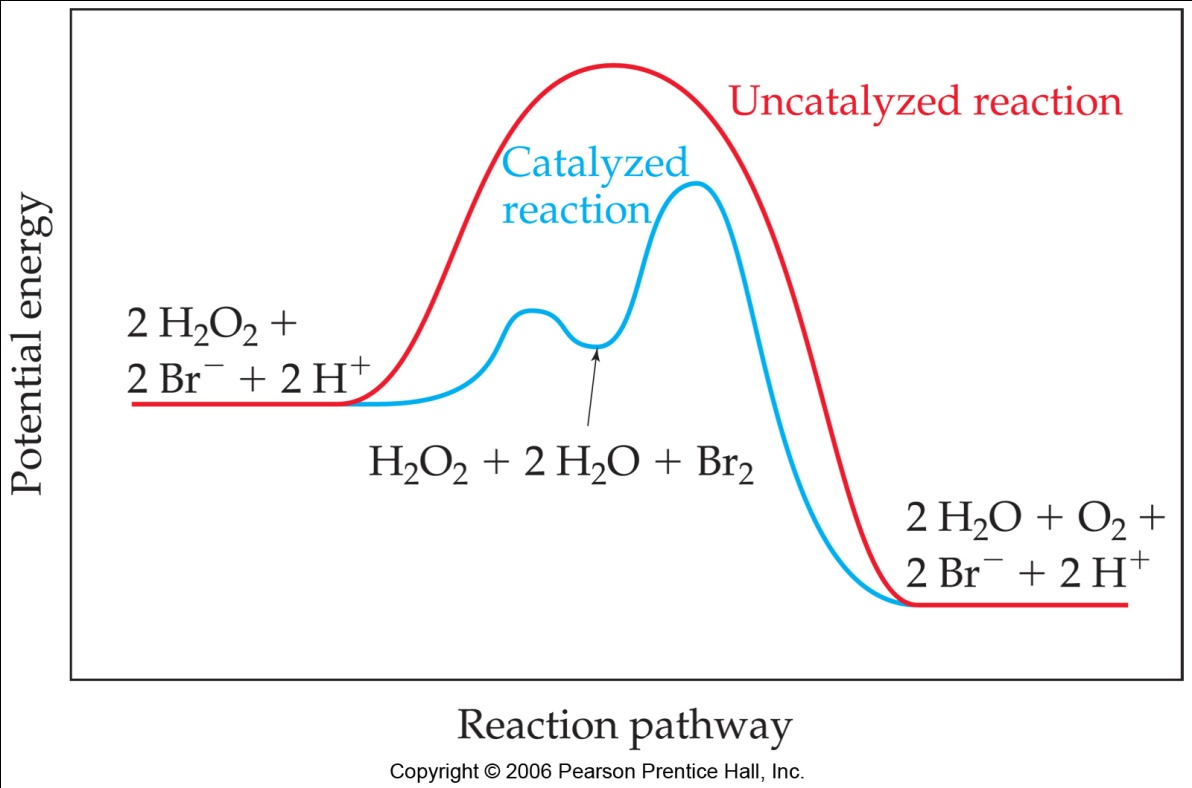 Uncatalyzed reaction
Catalyzed
reaction
Potential energy
2 H₂O₂ +
2 Br⁻ + 2 H⁺
H₂O₂ + 2 H₂O + Br₂
2 H₂O + O₂ +
2 Br⁻ + 2 H⁺
Reaction pathway
Copyright © 2006 Pearson Prentice Hall, Inc.